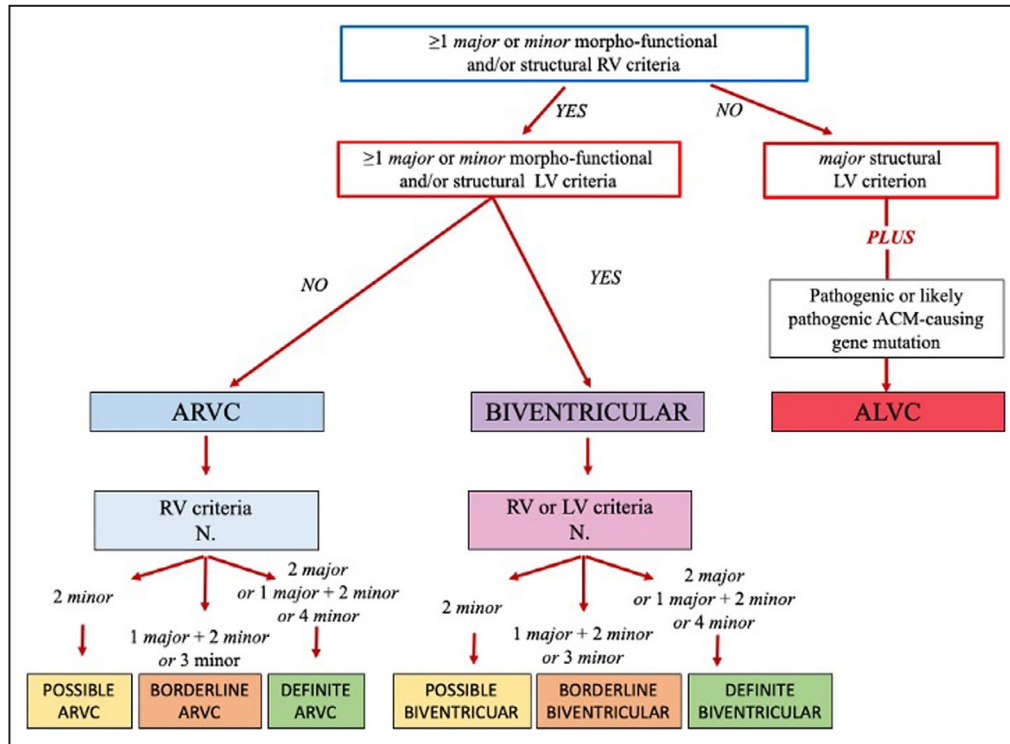 ≥1 major or minor morpho-functional
and/or structural RV criteria
YES
NO
≥1 major or minor morpho-functional
and/or structural LV criteria
major structural
LV criterion
PLUS
NO
YES
Pathogenic or likely
pathogenic ACM-causing
gene mutation
ARVC
BIVENTRICULAR
ALVC
RV criteria
N.
RV or LV criteria
N.
2 minor
1 major + 2 minor
or 3 minor
2 major
or 1 major + 2 minor
or 4 minor
2 minor
1 major + 2 minor
or 3 minor
2 major
or 1 major + 2 minor
or 4 minor
POSSIBLE
ARVC
BORDERLINE
ARVC
DEFINITE
ARVC
POSSIBLE
BIVENTRICUAR
BORDERLINE
BIVENTRICULAR
DEFINITE
BIVENTRICULAR